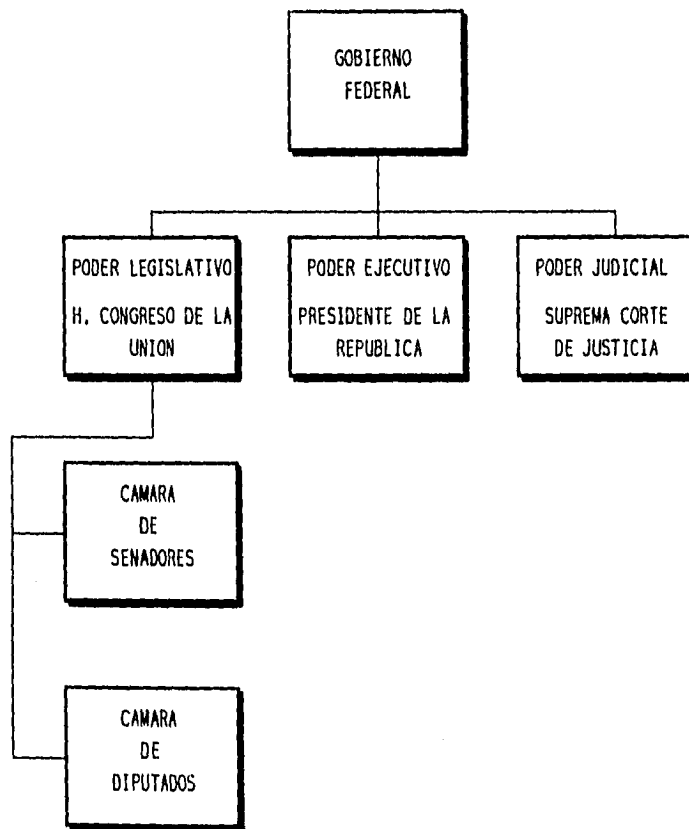 GOBIERNO
FEDERAL
PODER LEGISLATIVO
H. CONGRESO DE LA
UNION
PODER EJECUTIVO
PRESIDENTE DE LA
REPUBLICA
PODER JUDICIAL
SUPREMA CORTE
DE JUSTICIA
CAMARA
DE
SENADORES
CAMARA
DE
DIPUTADOS